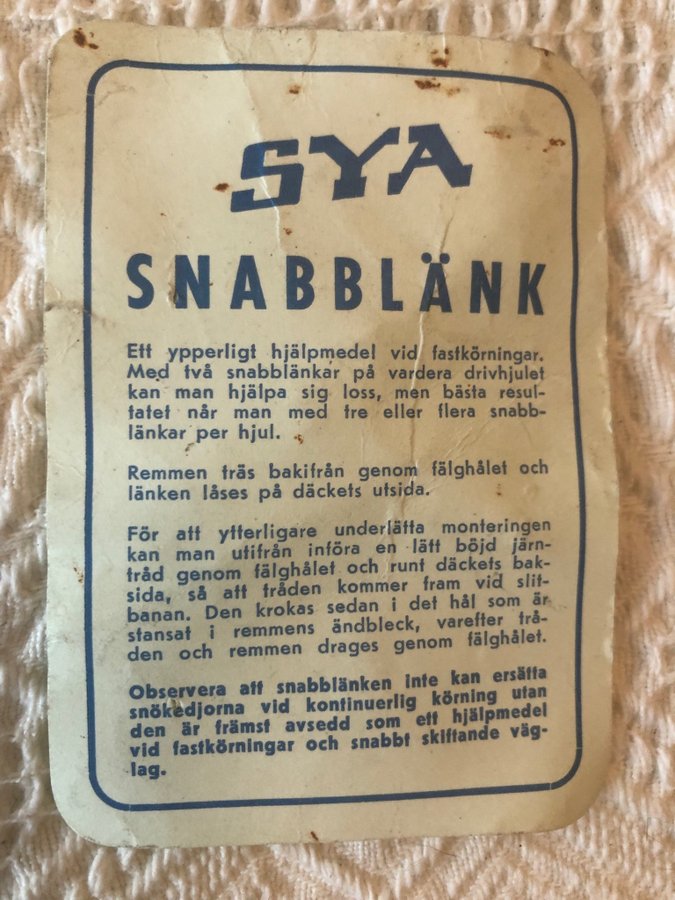 SYA
SNABBLÄNK
Ett ypperligt hjälpmedel vid fastkörningar.
Med två snabblänkar på vardera drivhjulet
kan man hjälpa sig loss, men bästa resul-
tatet når man med tre eller flera snabb-
länkar per hjul.
Remmen träs bakifrån genom fälghålet och
länken låses på däckets utsida.
För att ytterligare underlätta monteringen
kan man utifrån införa en lätt böjd järn-
tråd genom fälghålet och runt däckets bak-
sida, så att tråden kommer fram vid slit-
banan. Den krokas sedan i det hål som är
stansat i remmens ändbleck, varefter trå-
den och remmen drages genom fälghålet.
Observera att snabblänken inte kan ersätta
snökedjorna vid kontinuerlig körning utan
den är främst avsedd som ett hjälpmedel
vid fastkörningar och snabbt skiftande väg-
lag.